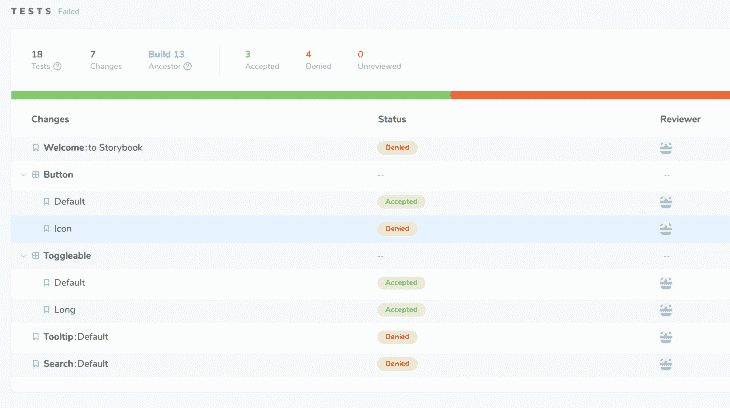 TESTS Failed
18 7 Build 13 3 4 0
Tests Changes Ancestor Accepted Denied Unreviewed
Changes Status Reviewer
Welcome:to Storybook Denied
Button -- --
Default Accepted
Icon Denied
Toggleable -- --
Default Accepted
Long Accepted
Tooltip:Default Denied
Search:Default Denied